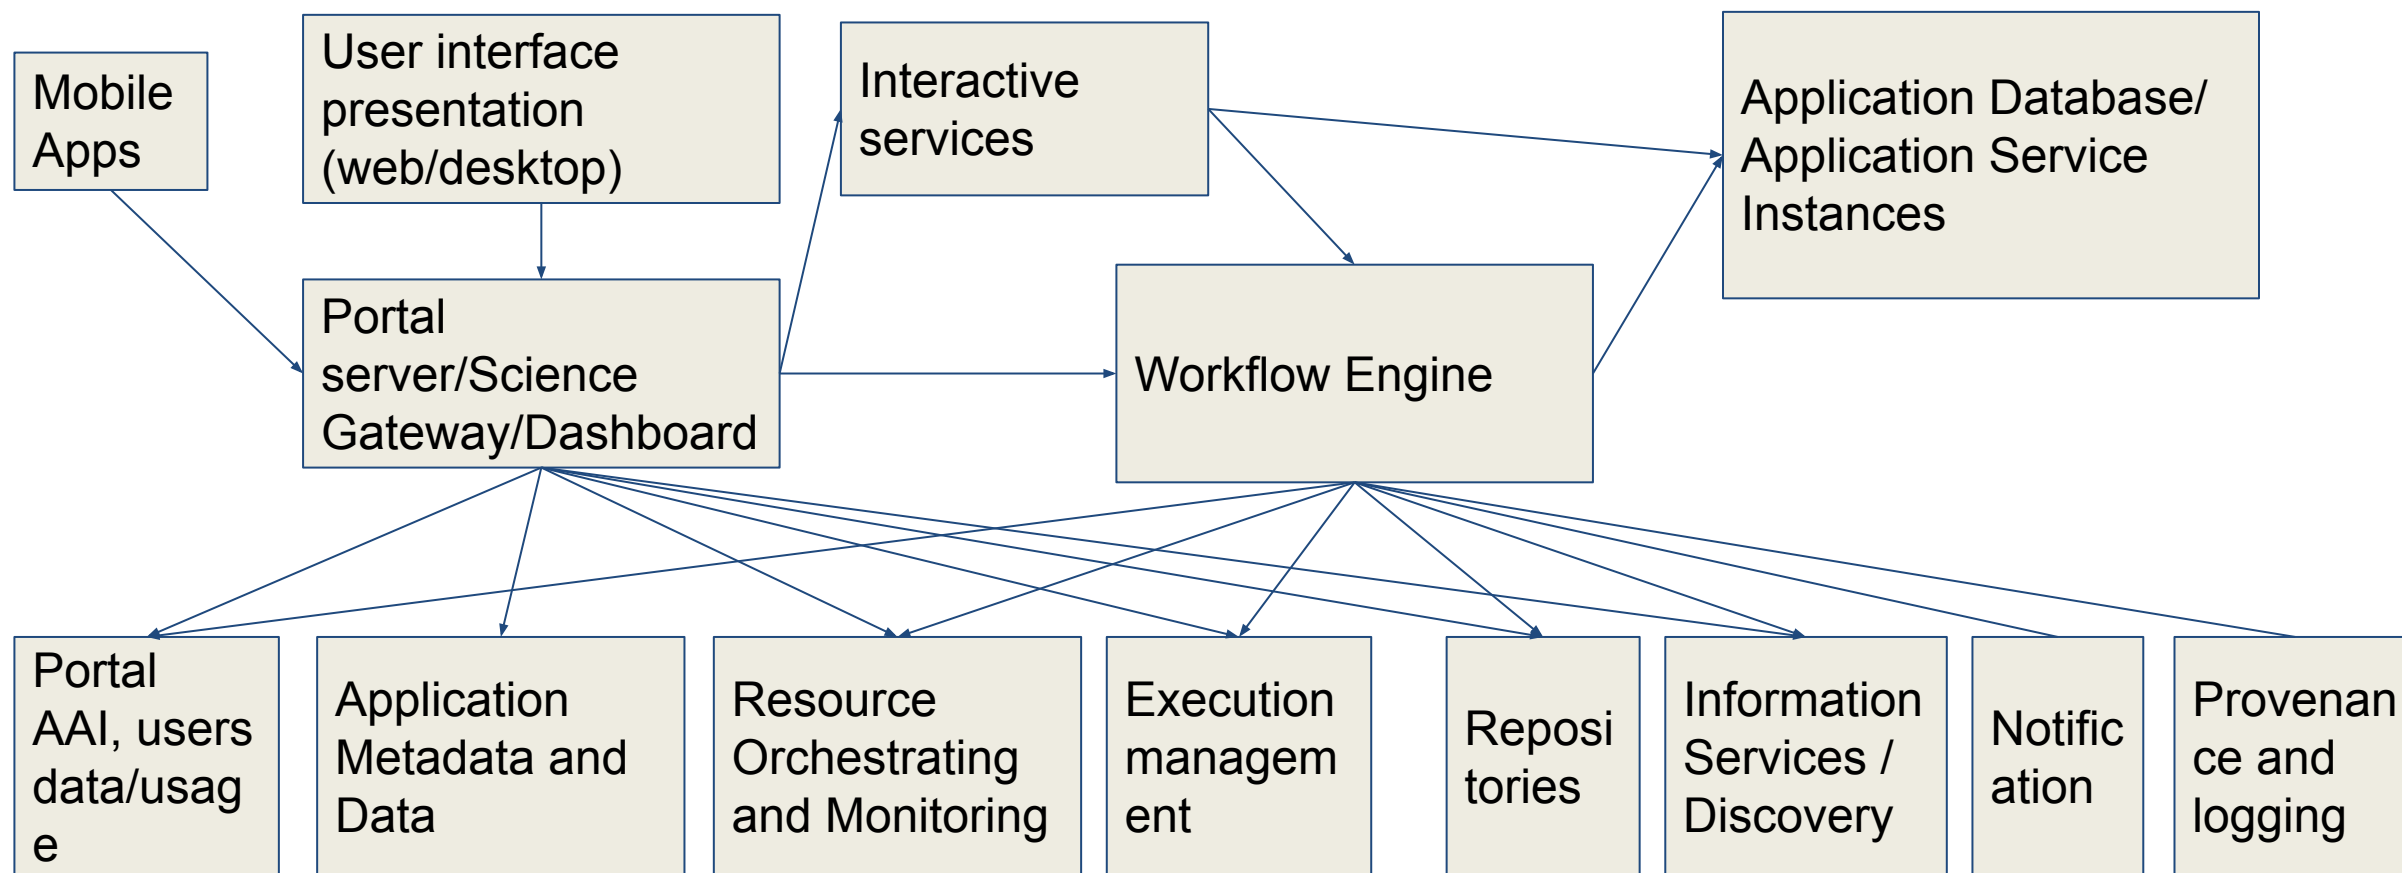 Mobile
Apps
User interface
presentation
(web/desktop)
Interactive
services
Application Database/
Application Service
Instances
Portal
server/Science
Gateway/Dashboard
Workflow Engine
Portal
AAI, users
data/usag
e
Application
Metadata and
Data
Resource
Orchestrating
and Monitoring
Execution
managem
ent
Reposi
tories
Information
Services /
Discovery
Notific
ation
Provenan
ce and
logging